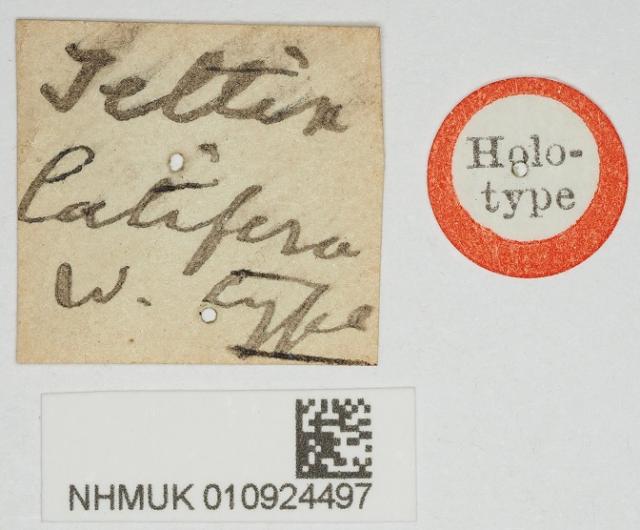 Tettix
latifera
W. type
Holo-
type
NHMUK 010924497